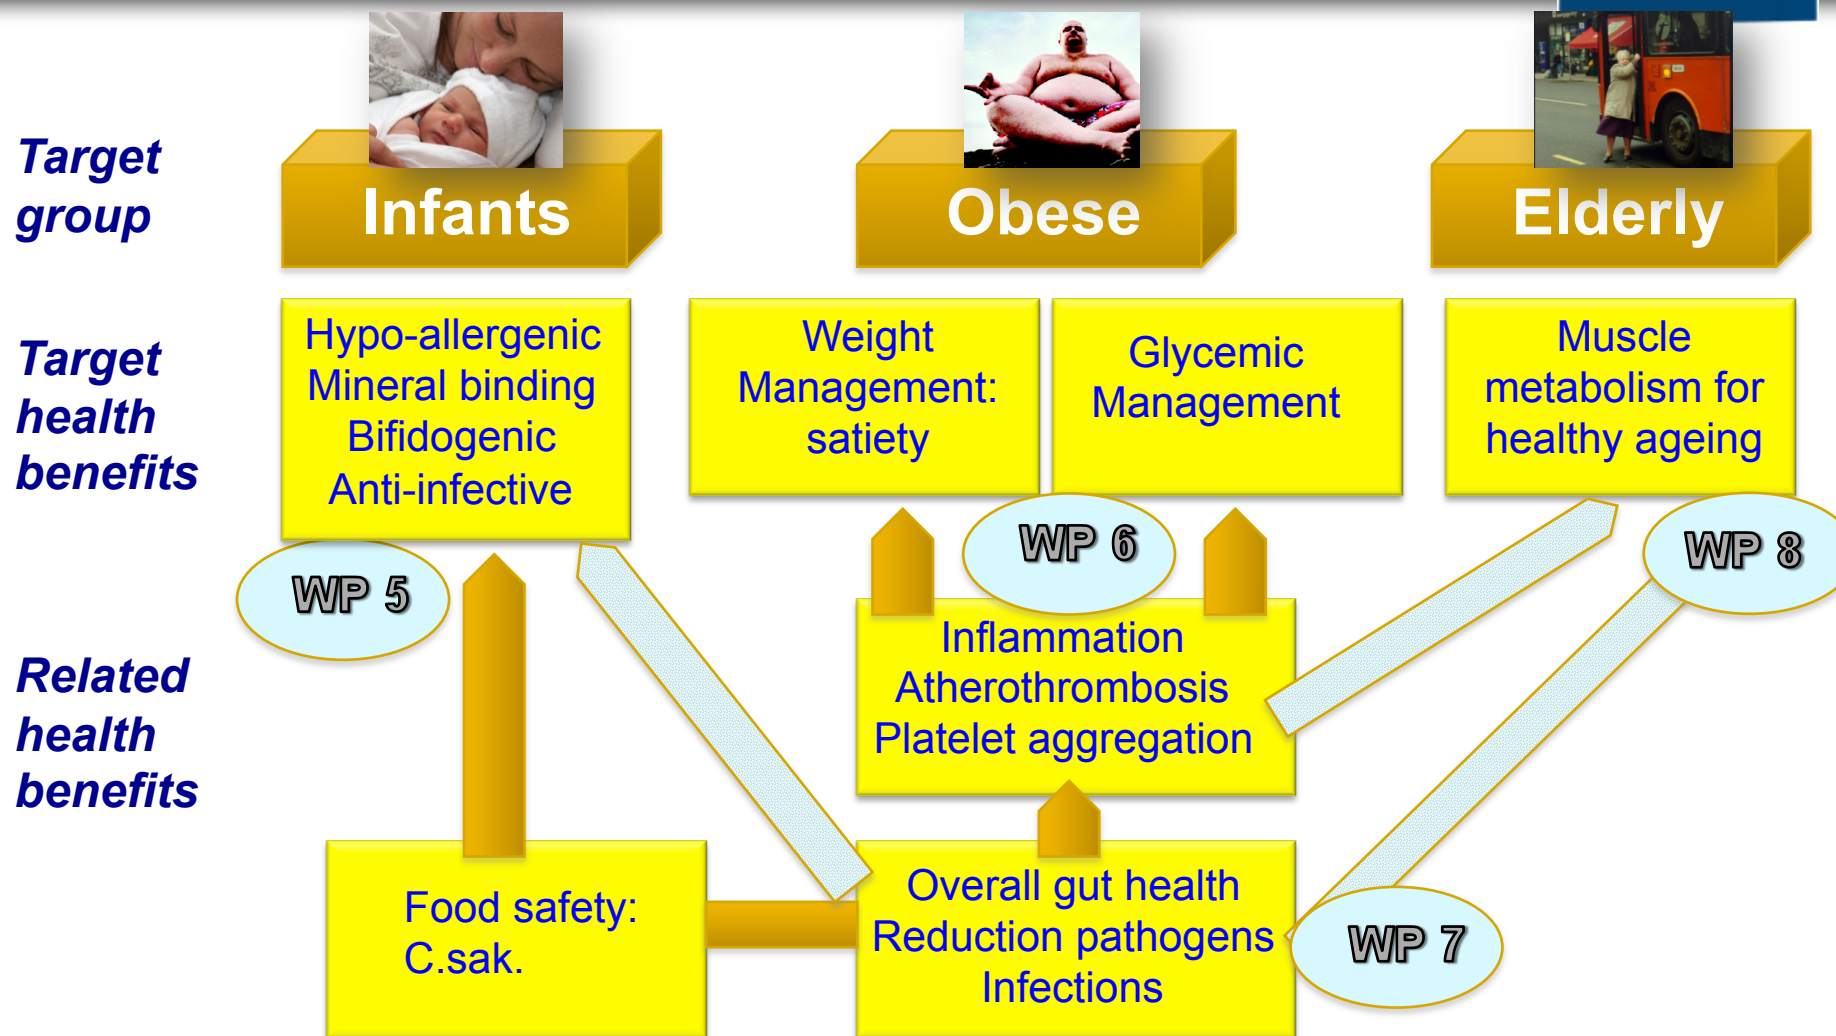 Target
group
Infants
Obese
Elderly
Target
health
benefits
Hypo-allergenic
Mineral binding
Bifidogenic
Anti-infective
Weight
Management:
satiety
Glycemic
Management
Muscle
metabolism for
healthy ageing
WP 5
WP 6
WP 8
Related
health
benefits
Inflammation
Atherothrombosis
Platelet aggregation
Food safety:
C.sak.
Overall gut health
Reduction pathogens
Infections
WP 7